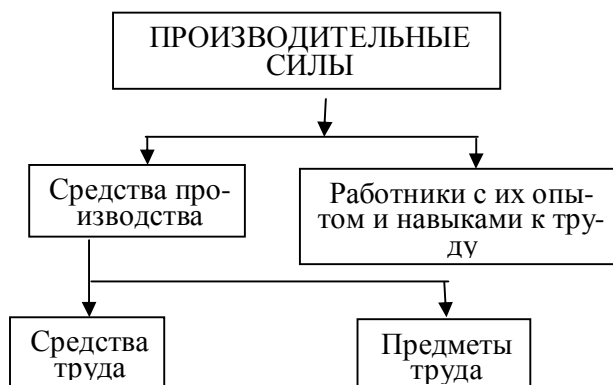 ПРОИЗВОДИТЕЛЬНЫЕ
СИЛЫ
Средства про-
изводства
Работники с их опы-
том и навыками к тру-
ду
Средства
труда
Предметы
труда